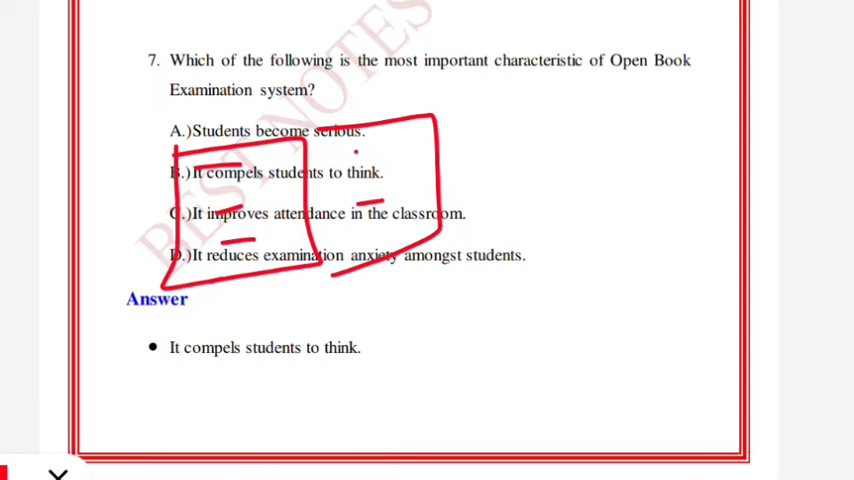 BEST NOTES
7. Which of the following is the most important characteristic of Open Book
Examination system?
A.)Students become serious.
B.)It compels students to think.
C.)It improves attendance in the classroom.
D.)It reduces examination anxiety amongst students.
Answer
● It compels students to think.